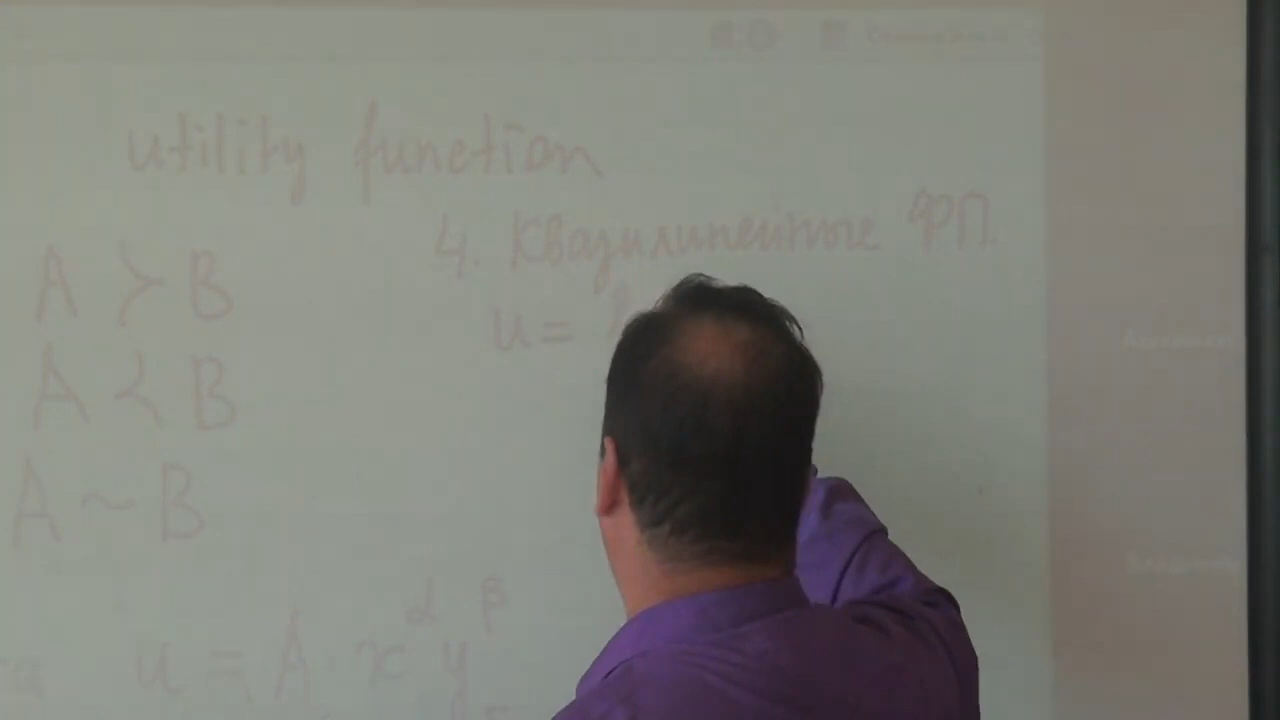 utility function
4. Квазилинейные ФП.
u =
A ≻ B
A ≺ B
A ~ B
u = A x^α y^β